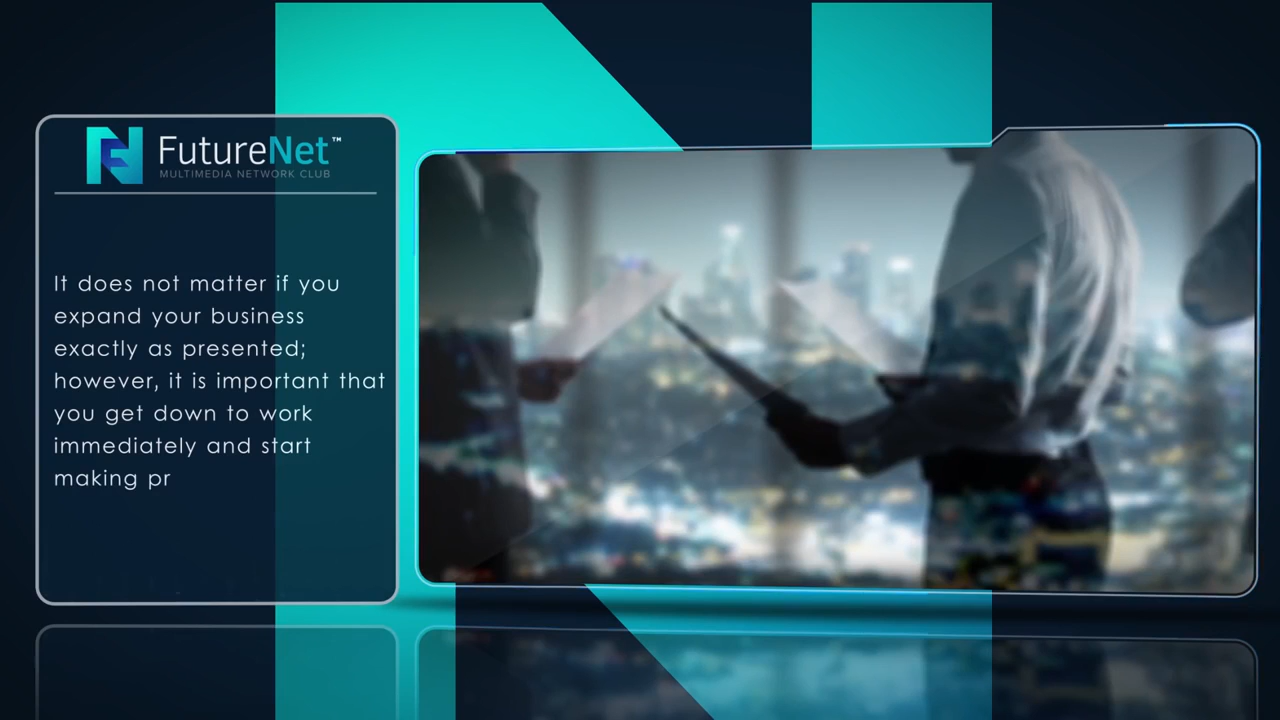 FutureNet™
MULTIMEDIA NETWORK CLUB
It does not matter if you
expand your business
exactly as presented;
however, it is important that
you get down to work
immediately and start
making pr